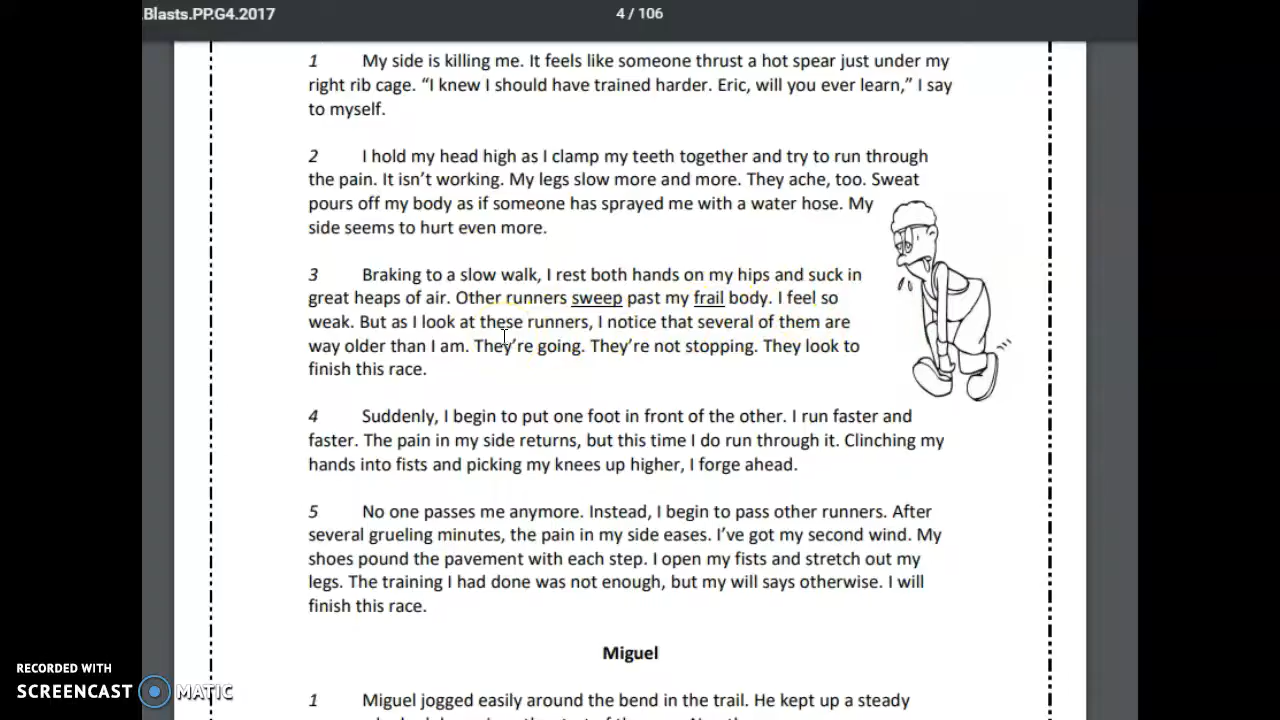 .Blasts.PP.G4.2017
4 / 106
1 My side is killing me. It feels like someone thrust a hot spear just under my
right rib cage. “I knew I should have trained harder. Eric, will you ever learn,” I say
to myself.
2 I hold my head high as I clamp my teeth together and try to run through
the pain. It isn’t working. My legs slow more and more. They ache, too. Sweat
pours off my body as if someone has sprayed me with a water hose. My
side seems to hurt even more.
3 Braking to a slow walk, I rest both hands on my hips and suck in
great heaps of air. Other runners sweep past my frail body. I feel so
weak. But as I look at these runners, I notice that several of them are
way older than I am. They’re going. They’re not stopping. They look to
finish this race.
4 Suddenly, I begin to put one foot in front of the other. I run faster and
faster. The pain in my side returns, but this time I do run through it. Clinching my
hands into fists and picking my knees up higher, I forge ahead.
5 No one passes me anymore. Instead, I begin to pass other runners. After
several grueling minutes, the pain in my side eases. I’ve got my second wind. My
shoes pound the pavement with each step. I open my fists and stretch out my
legs. The training I had done was not enough, but my will says otherwise. I will
finish this race.
Miguel
1 Miguel jogged easily around the bend in the trail. He kept up a steady
RECORDED WITH
SCREENCAST MATIC